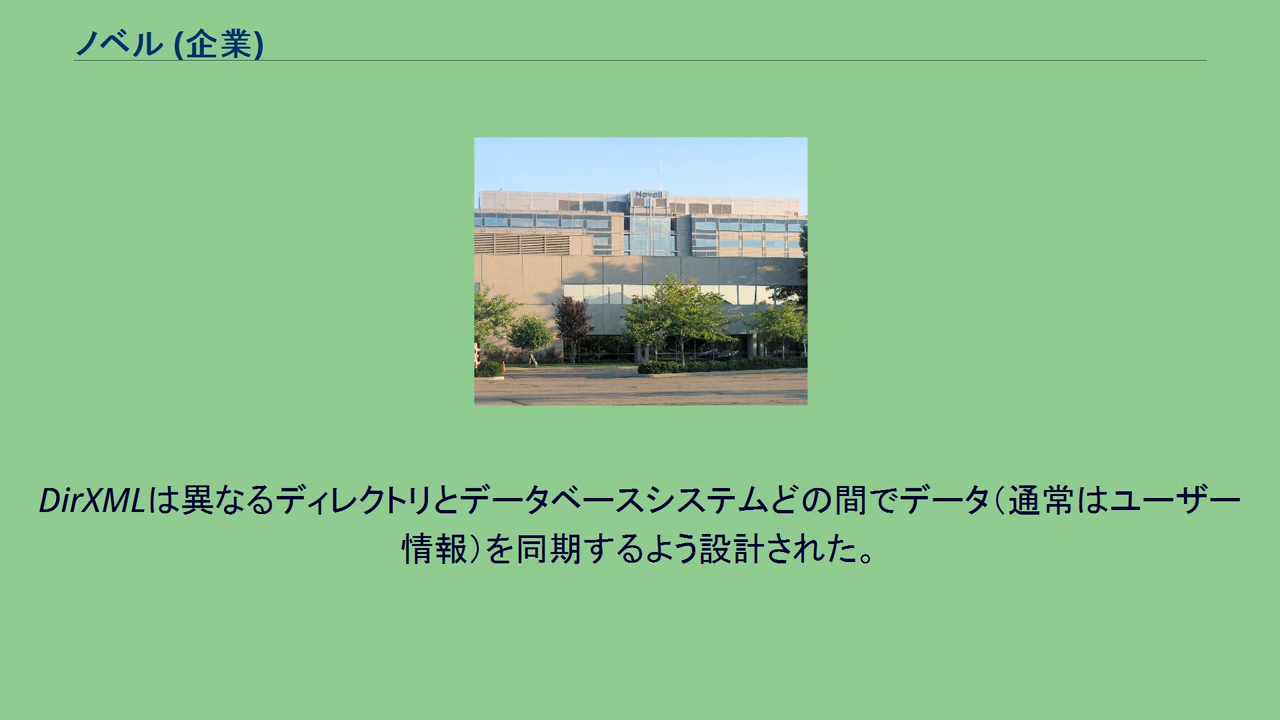 ノベル (企業)
Novell
DirXMLは異なるディレクトリとデータベースシステムどの間でデータ（通常はユーザー
情報）を同期するよう設計された。